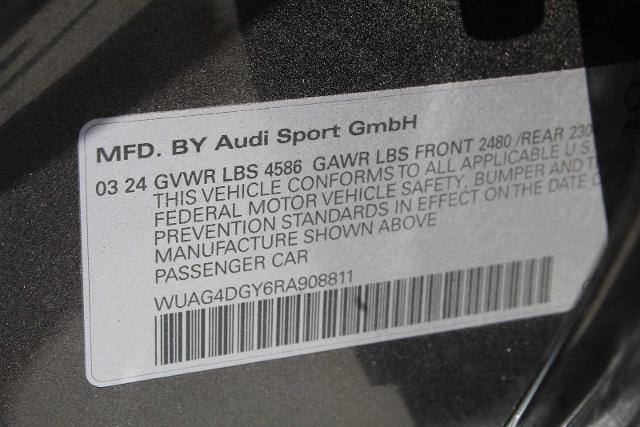 MFD. BY Audi Sport GmbH
03 24 GVWR LBS 4586 GAWR LBS FRONT 2480 /REAR 230
THIS VEHICLE CONFORMS TO ALL APPLICABLE U.S.
FEDERAL MOTOR VEHICLE SAFETY, BUMPER AND
PREVENTION STANDARDS IN EFFECT ON THE DATE
MANUFACTURE SHOWN ABOVE
PASSENGER CAR
WUAG4DGY6RA908811